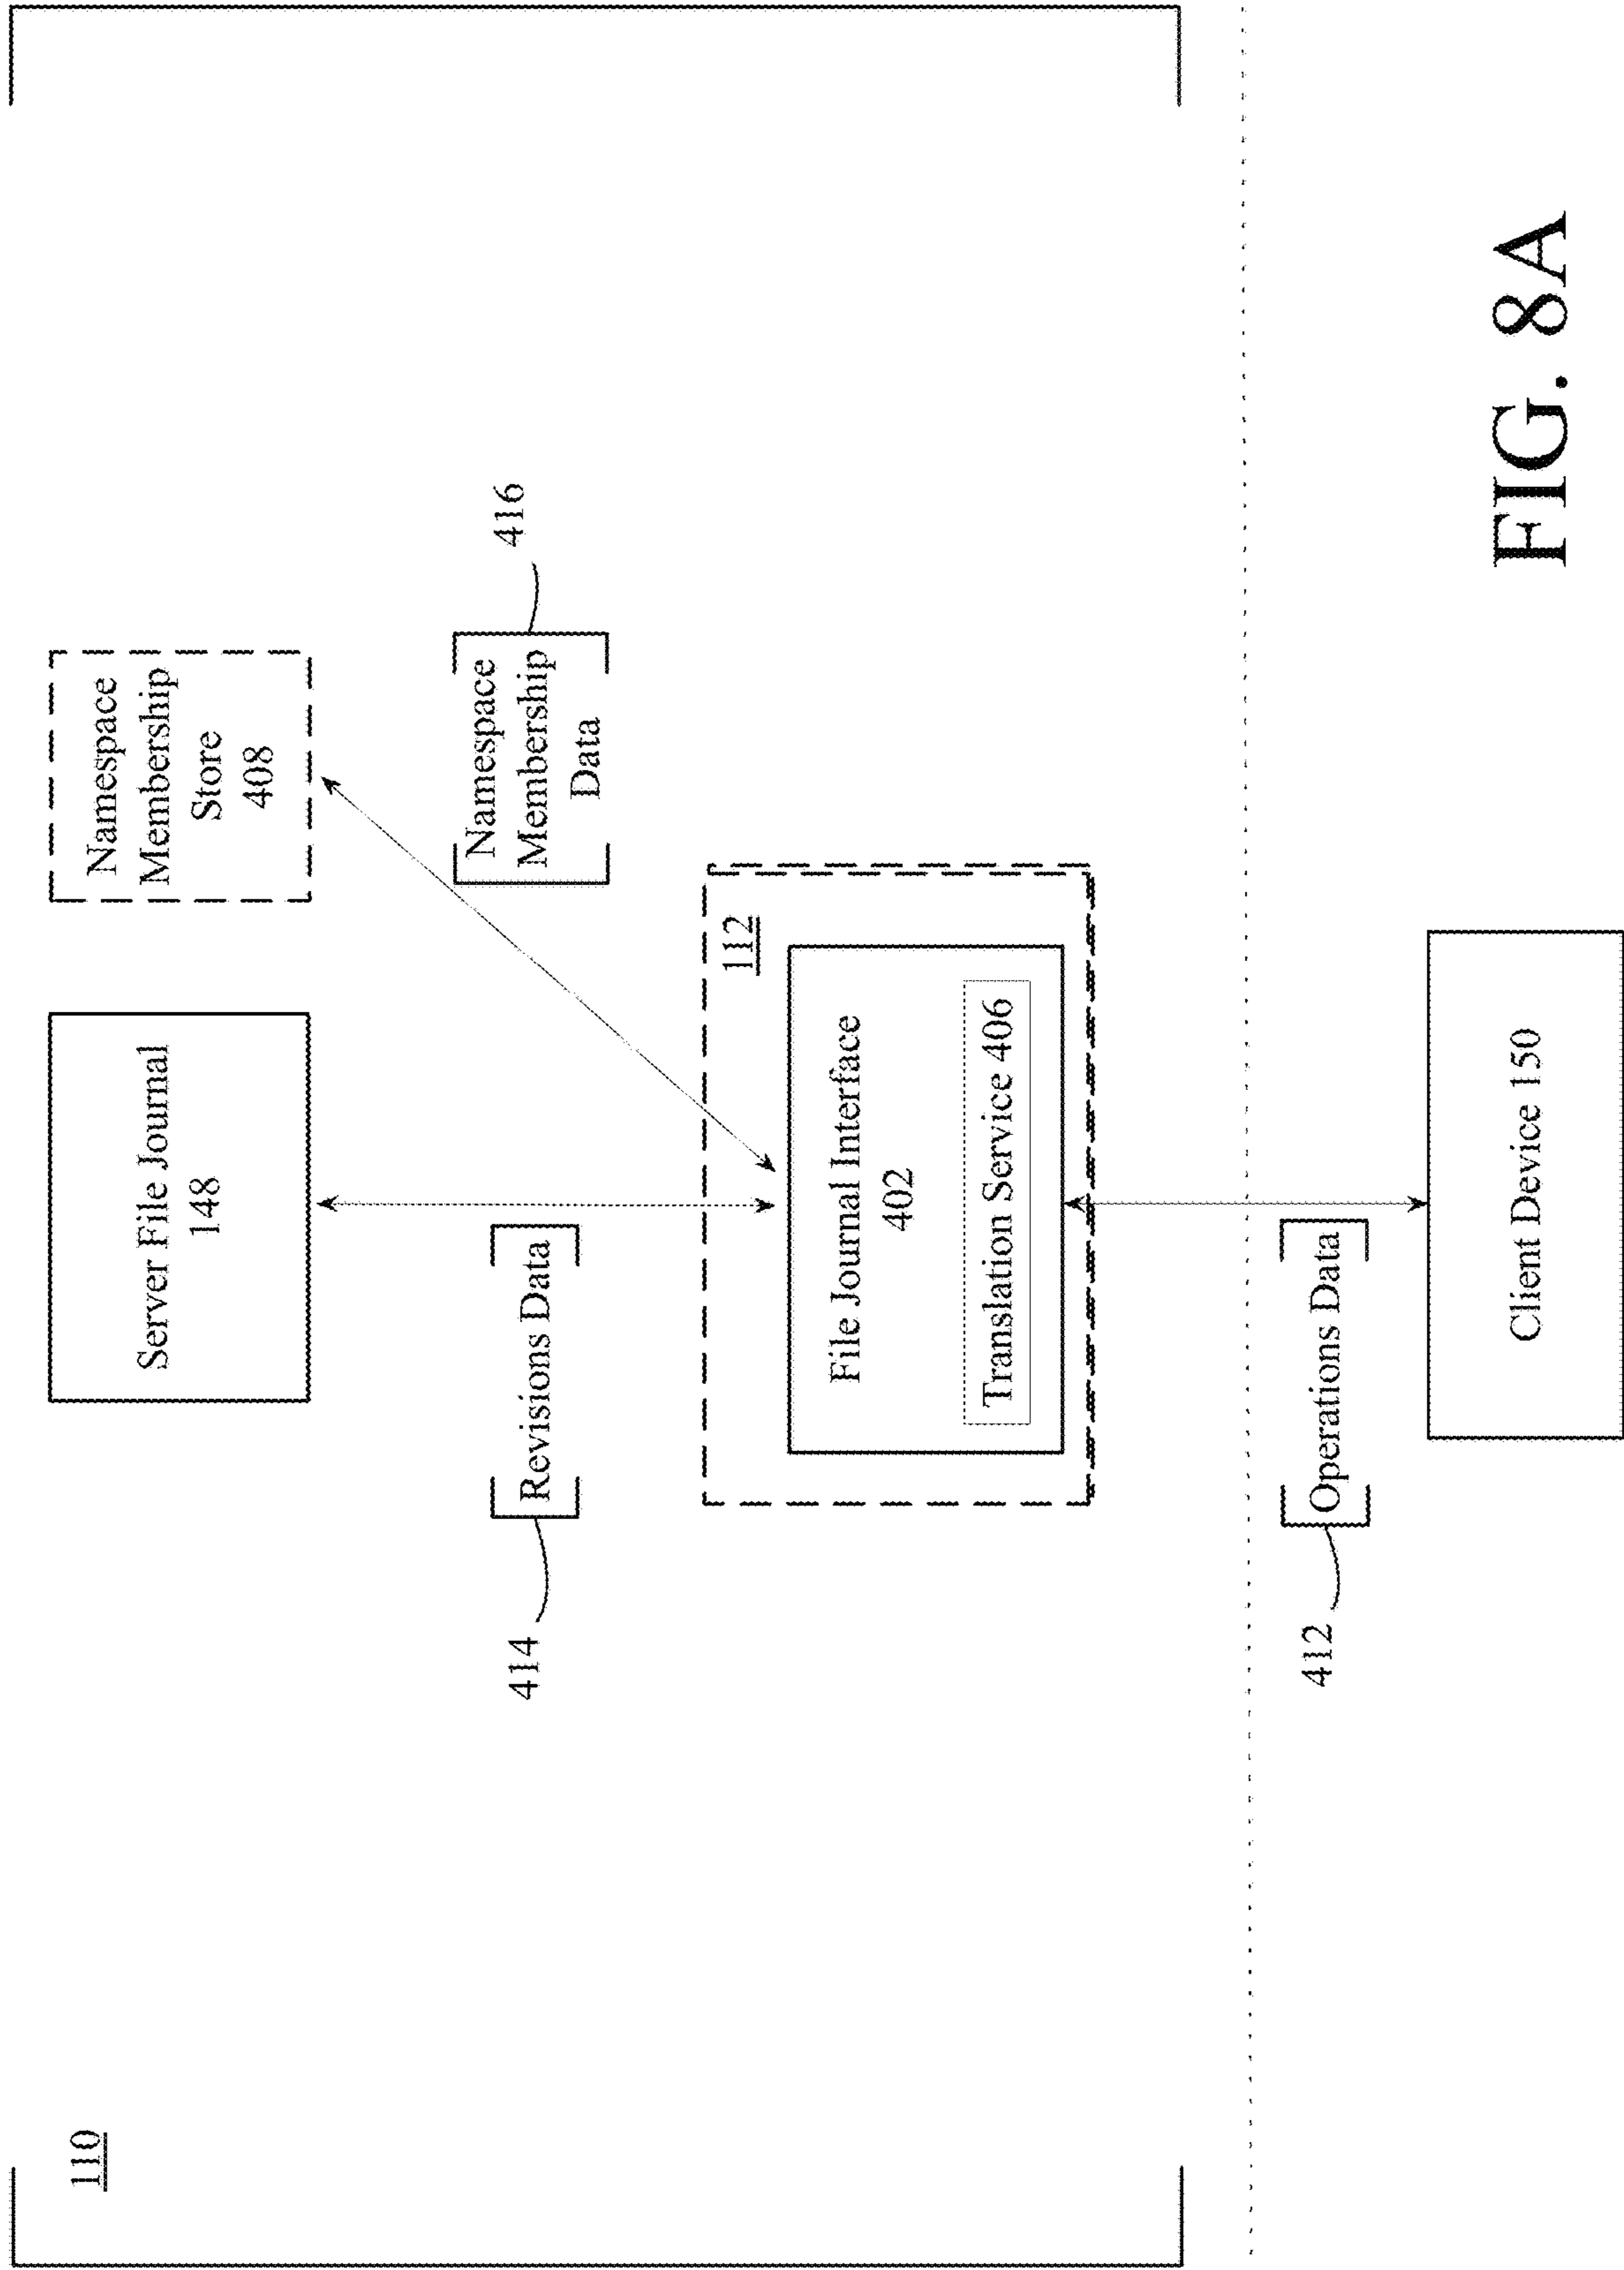 110
Server File Journal
148
Namespace
Membership
Store
408
414
Revisions Data
Namespace
Membership
Data
416
112
File Journal Interface
402
Translation Service 406
412
Operations Data
Client Device 150
FIG. 8A